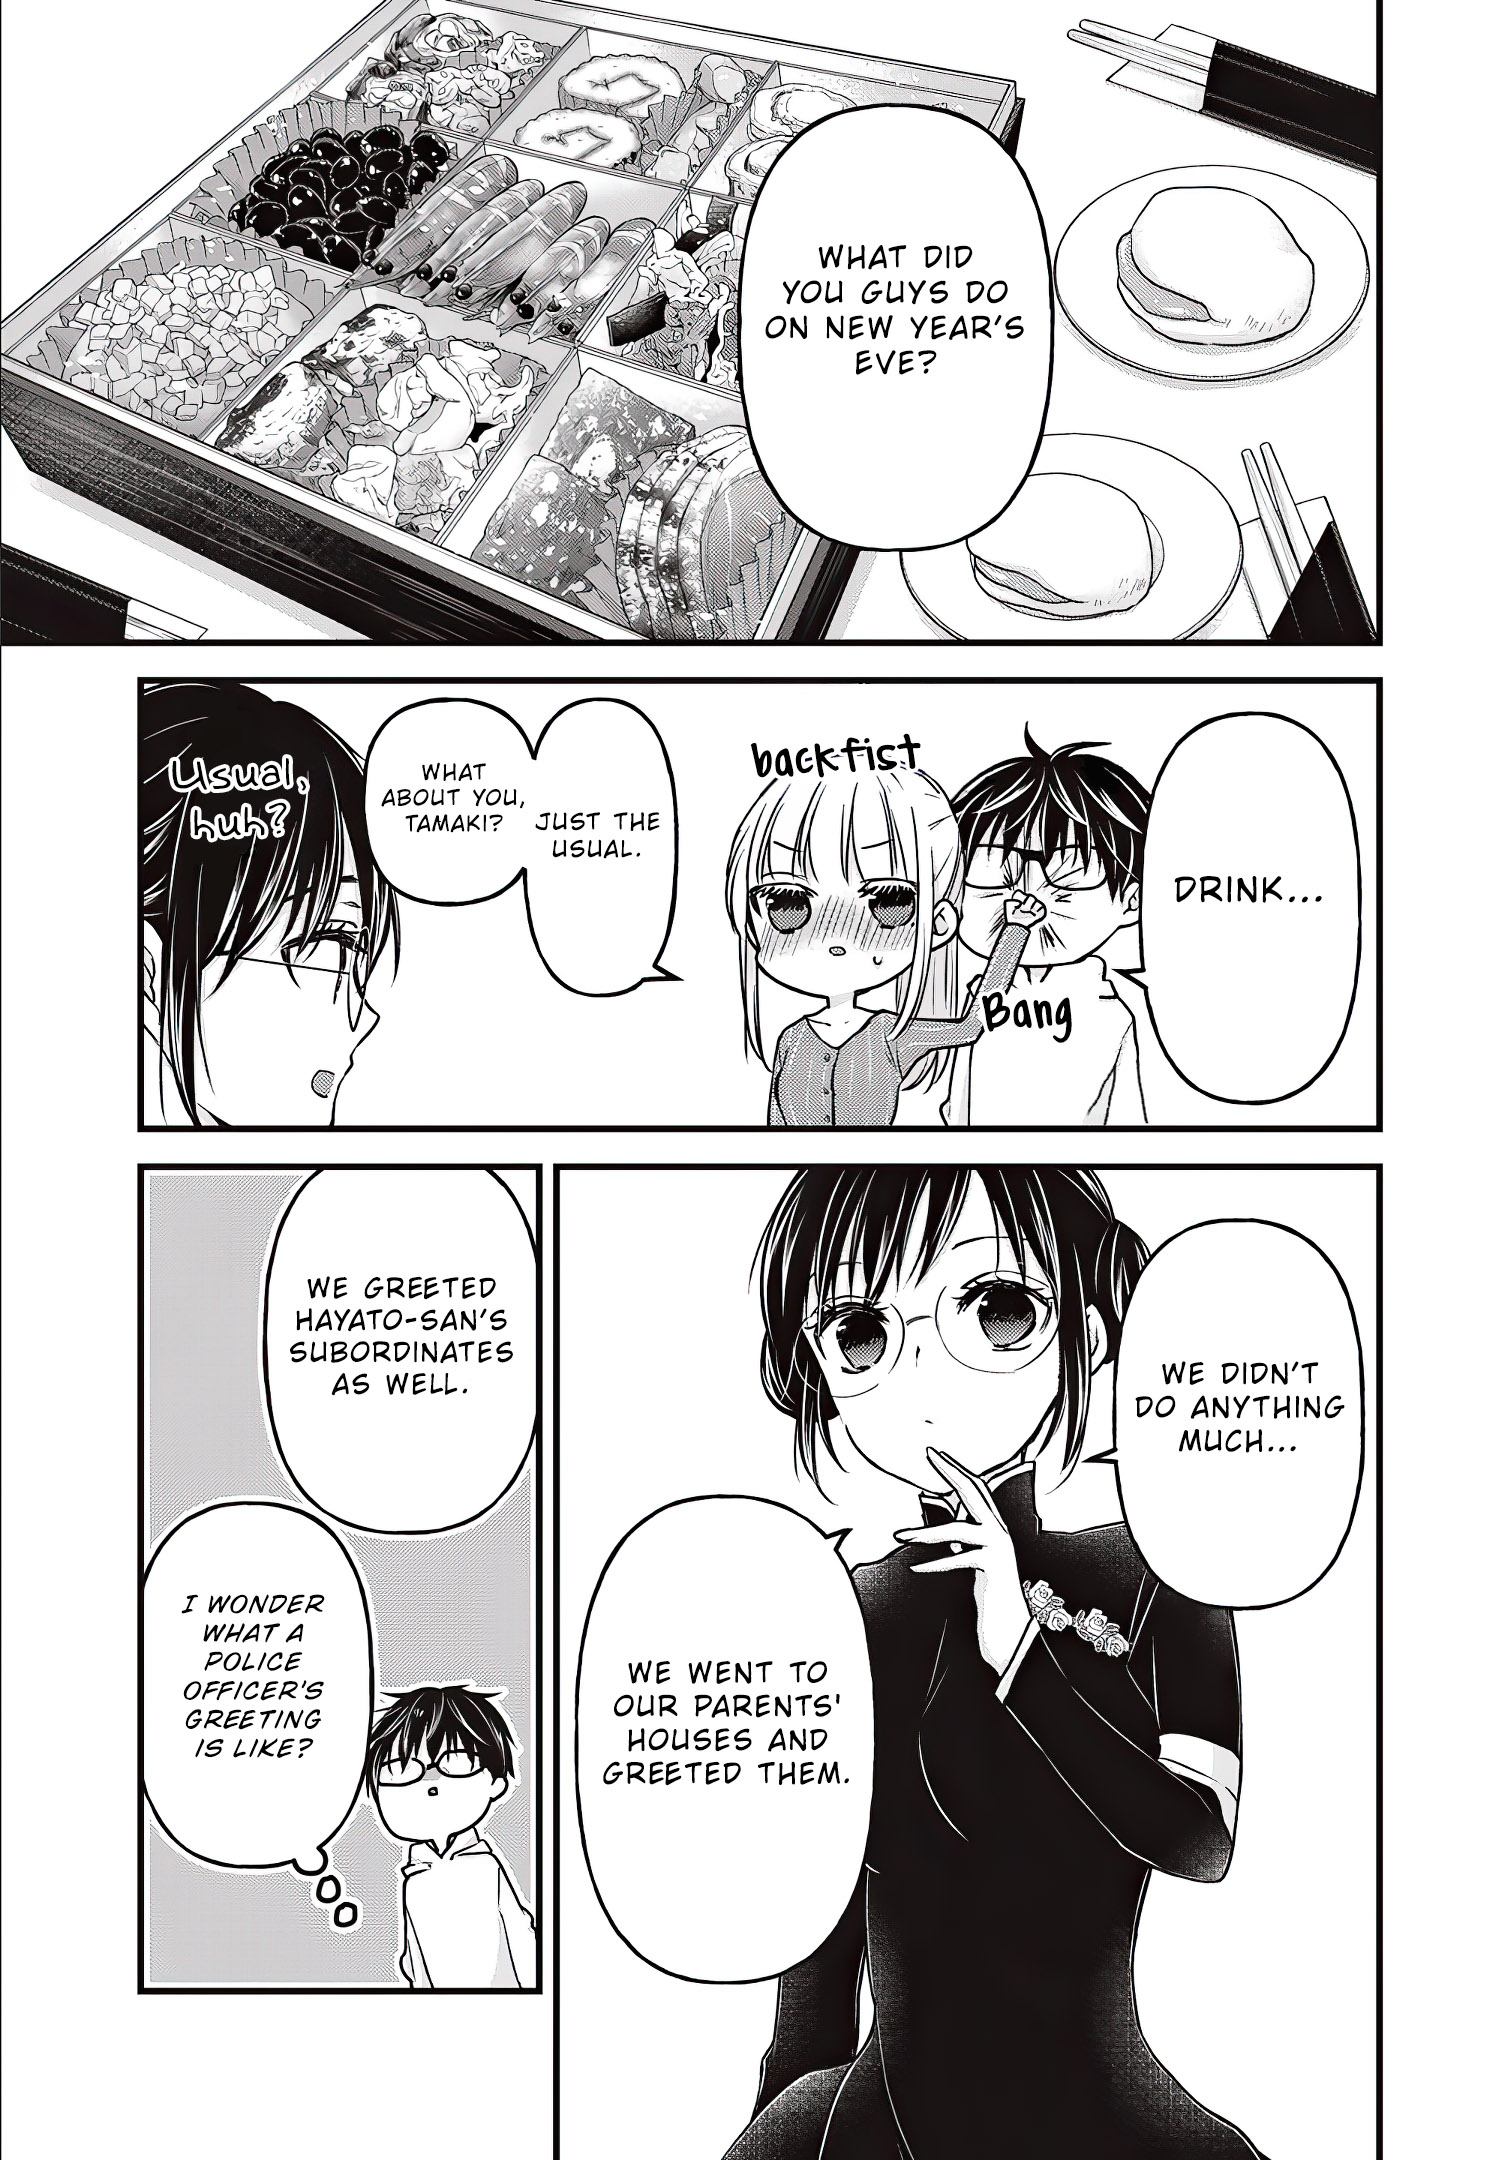 WHAT DID
YOU GUYS DO
ON NEW YEAR'S
EVE?
DRINK...
backfist
Bang
JUST THE
USUAL.
WHAT
ABOUT YOU,
TAMAKI?
Usual,
huh?
WE DIDN'T
DO ANYTHING
MUCH...
WE WENT TO
OUR PARENTS'
HOUSES AND
GREETED THEM.
WE GREETED
HAYATO-SAN'S
SUBORDINATES
AS WELL.
I WONDER
WHAT A
POLICE
OFFICER'S
GREETING
IS LIKE?